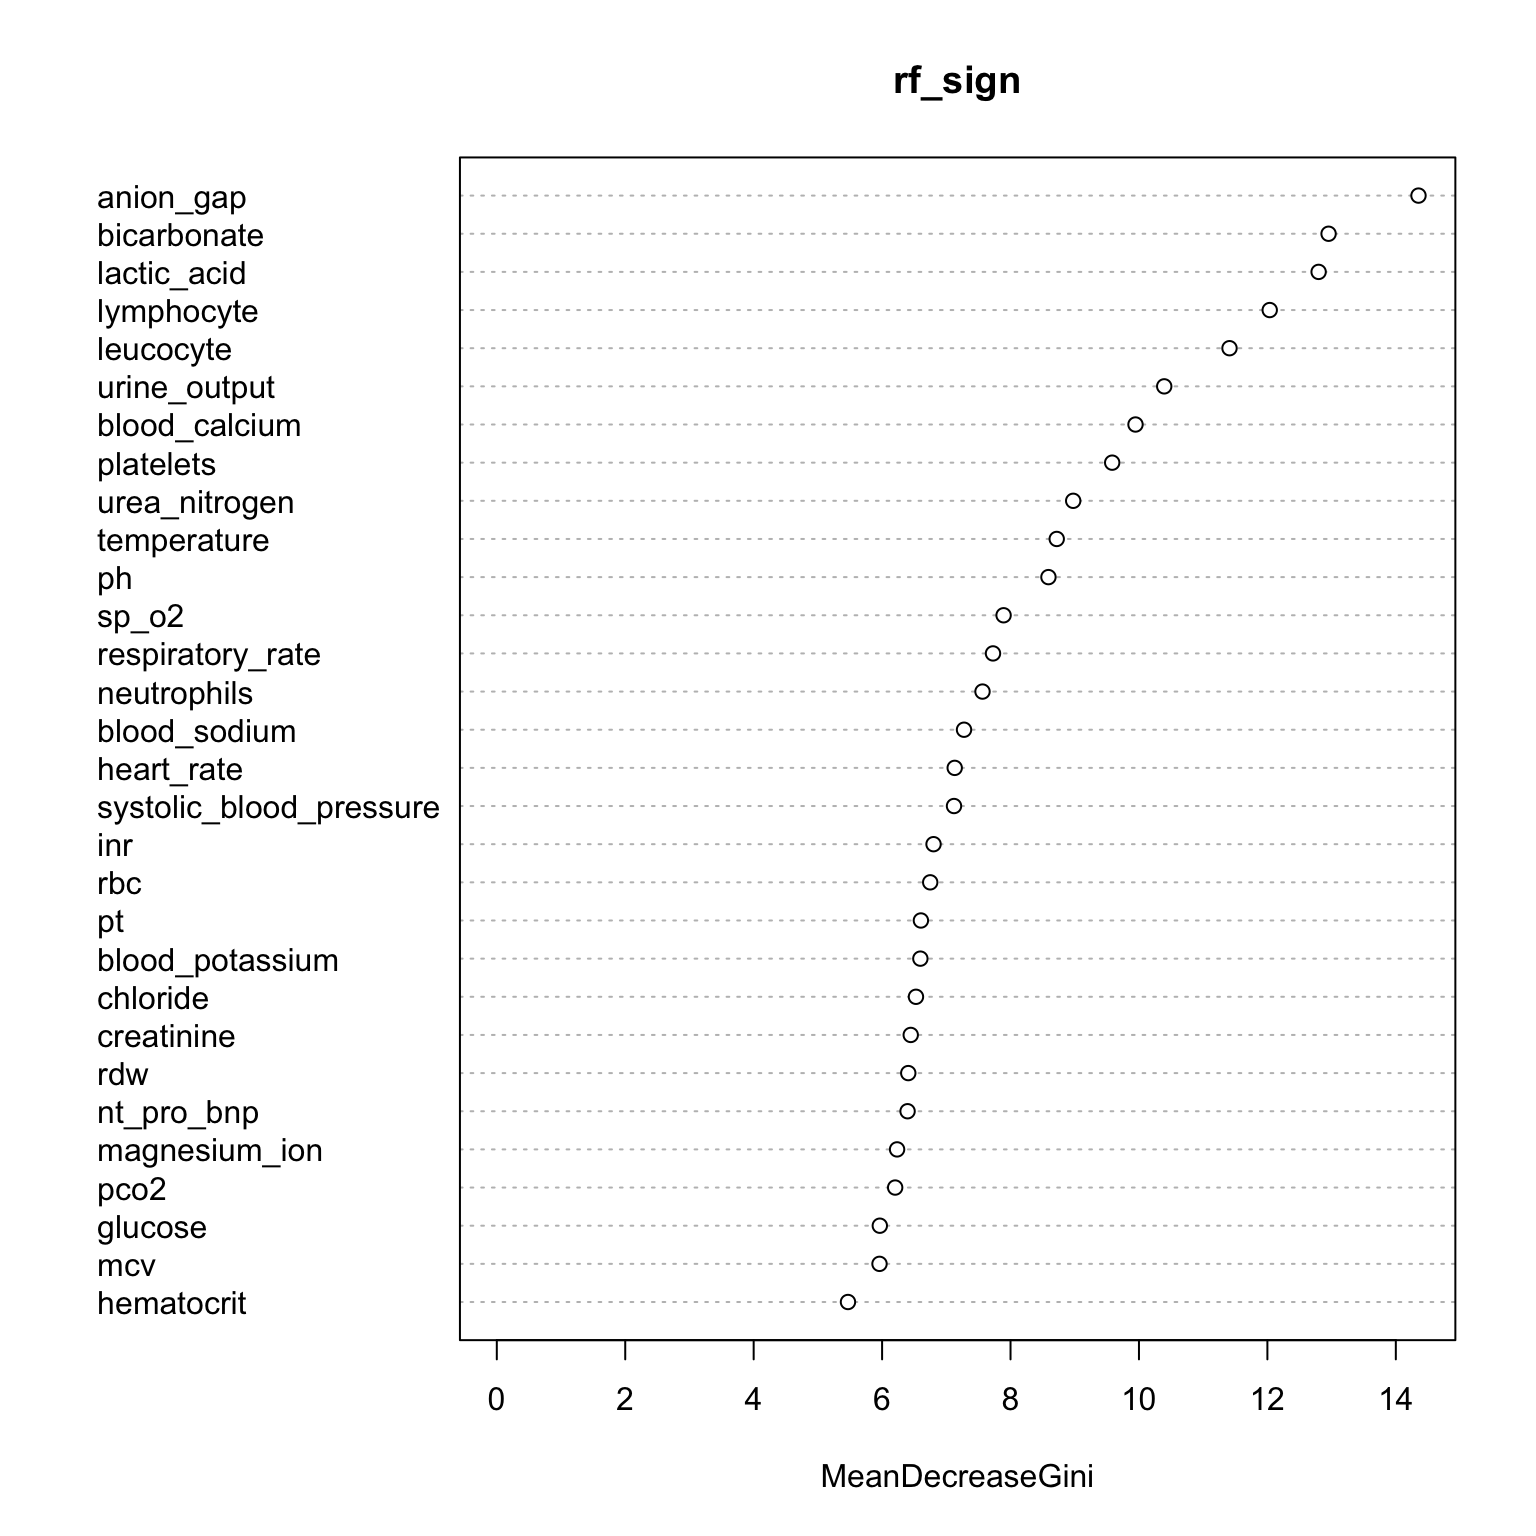 rf_sign
anion_gap
bicarbonate
lactic_acid
lymphocyte
leucocyte
urine_output
blood_calcium
platelets
urea_nitrogen
temperature
ph
sp_o2
respiratory_rate
neutrophils
blood_sodium
heart_rate
systolic_blood_pressure
inr
rbc
pt
blood_potassium
chloride
creatinine
rdw
nt_pro_bnp
magnesium_ion
pco2
glucose
mcv
hematocrit
0 2 4 6 8 10 12 14
MeanDecreaseGini